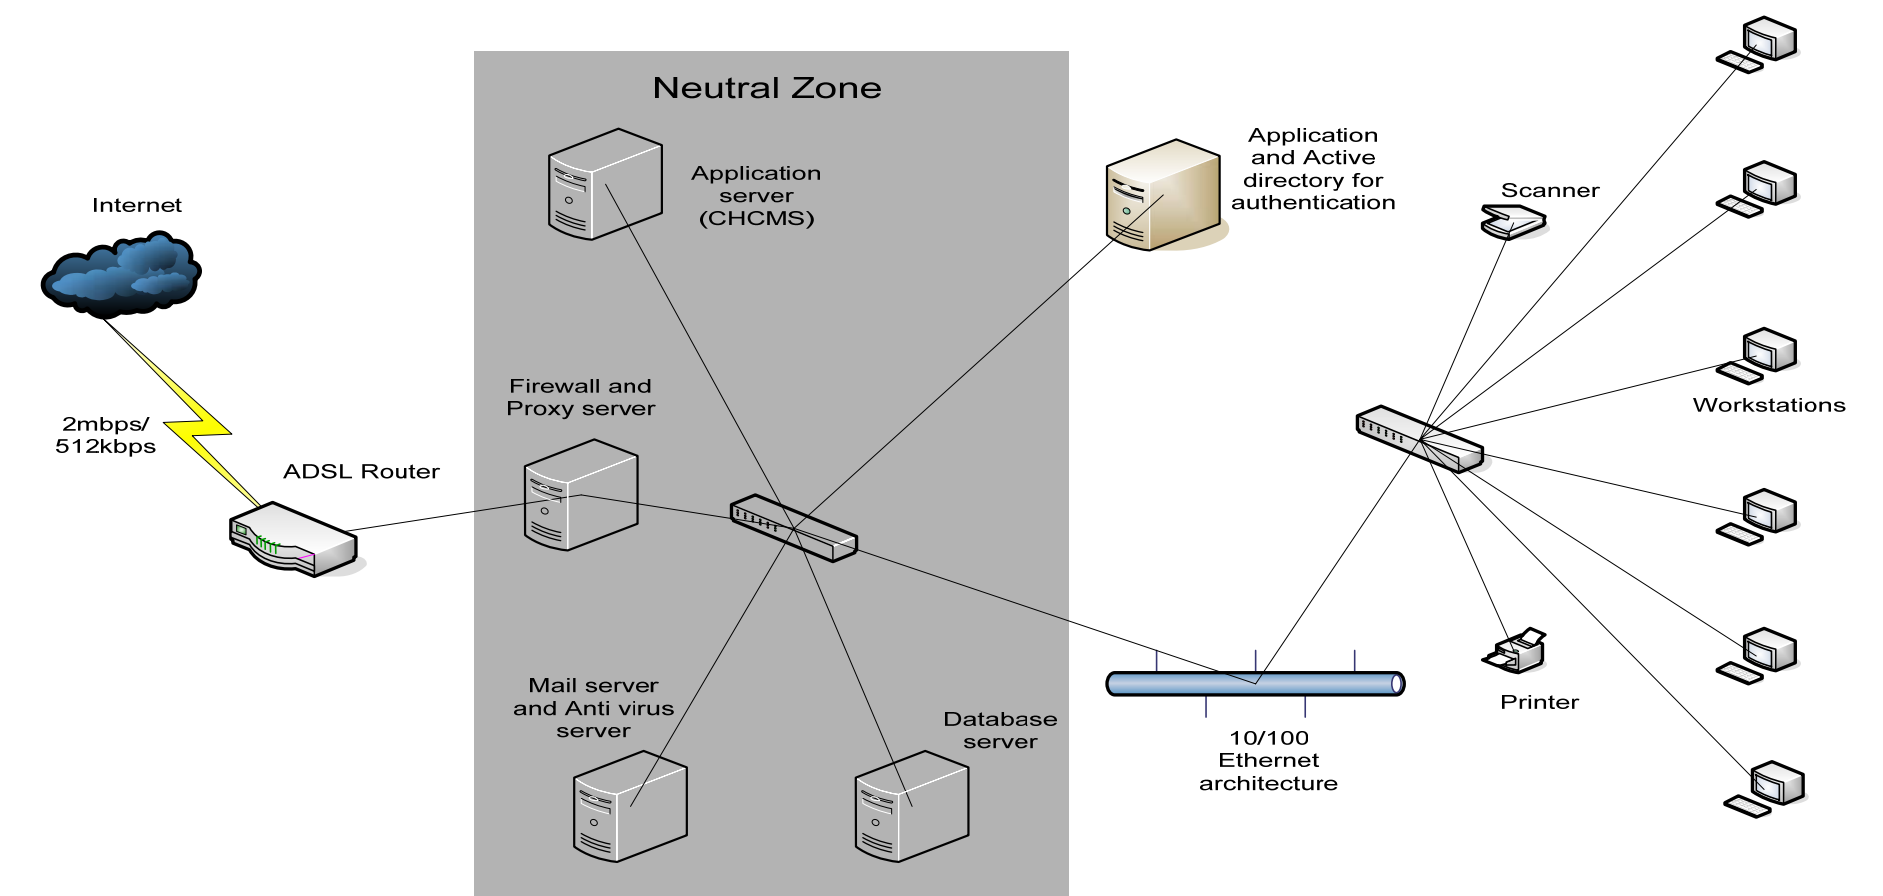 Neutral Zone
Application
server
(CHCMS)
Application
and Active
directory for
authentication
Scanner
Internet
Firewall and
Proxy server
Workstations
2mbps/
512kbps
ADSL Router
Mail server
and Anti virus
server
Database
server
Printer
10/100
Ethernet
architecture